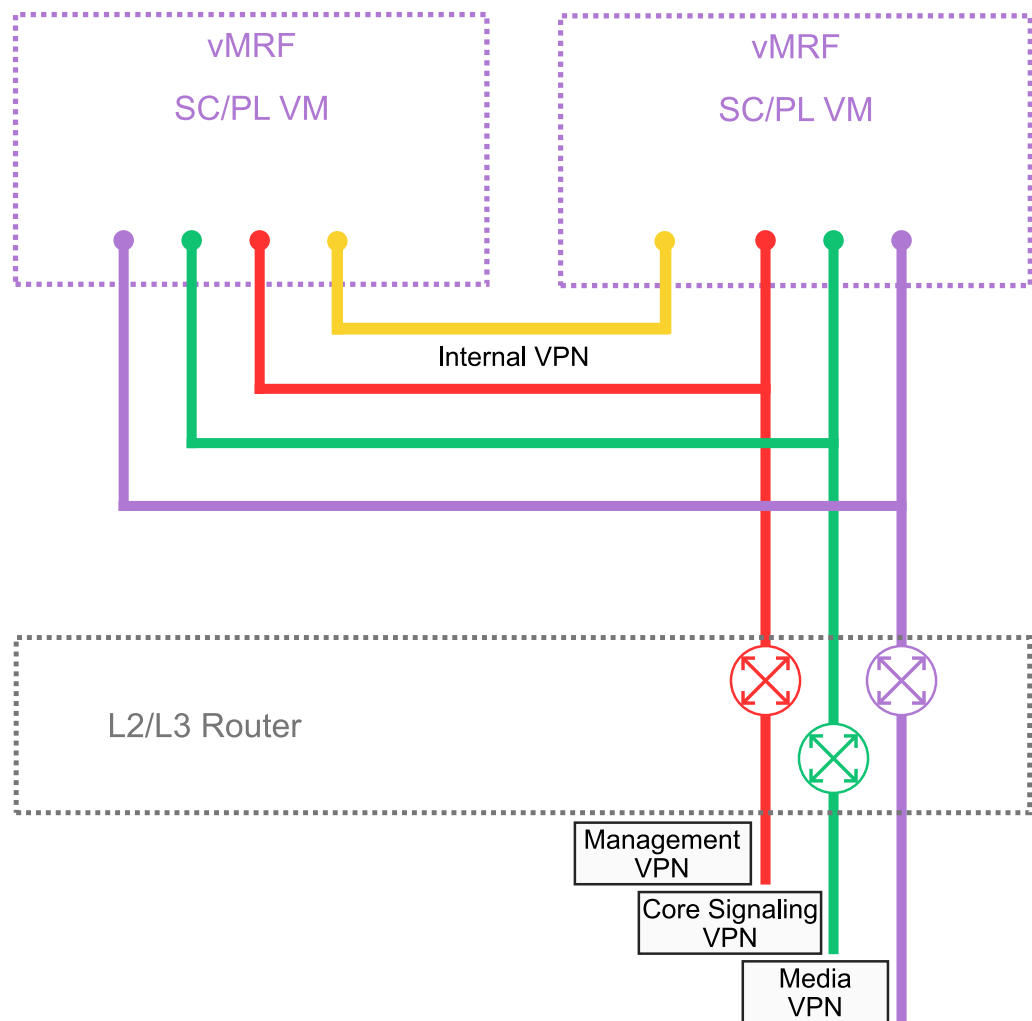 vMRF
SC/PL VM
vMRF
SC/PL VM
Internal VPN
L2/L3 Router
Management
VPN
Core Signaling
VPN
Media
VPN